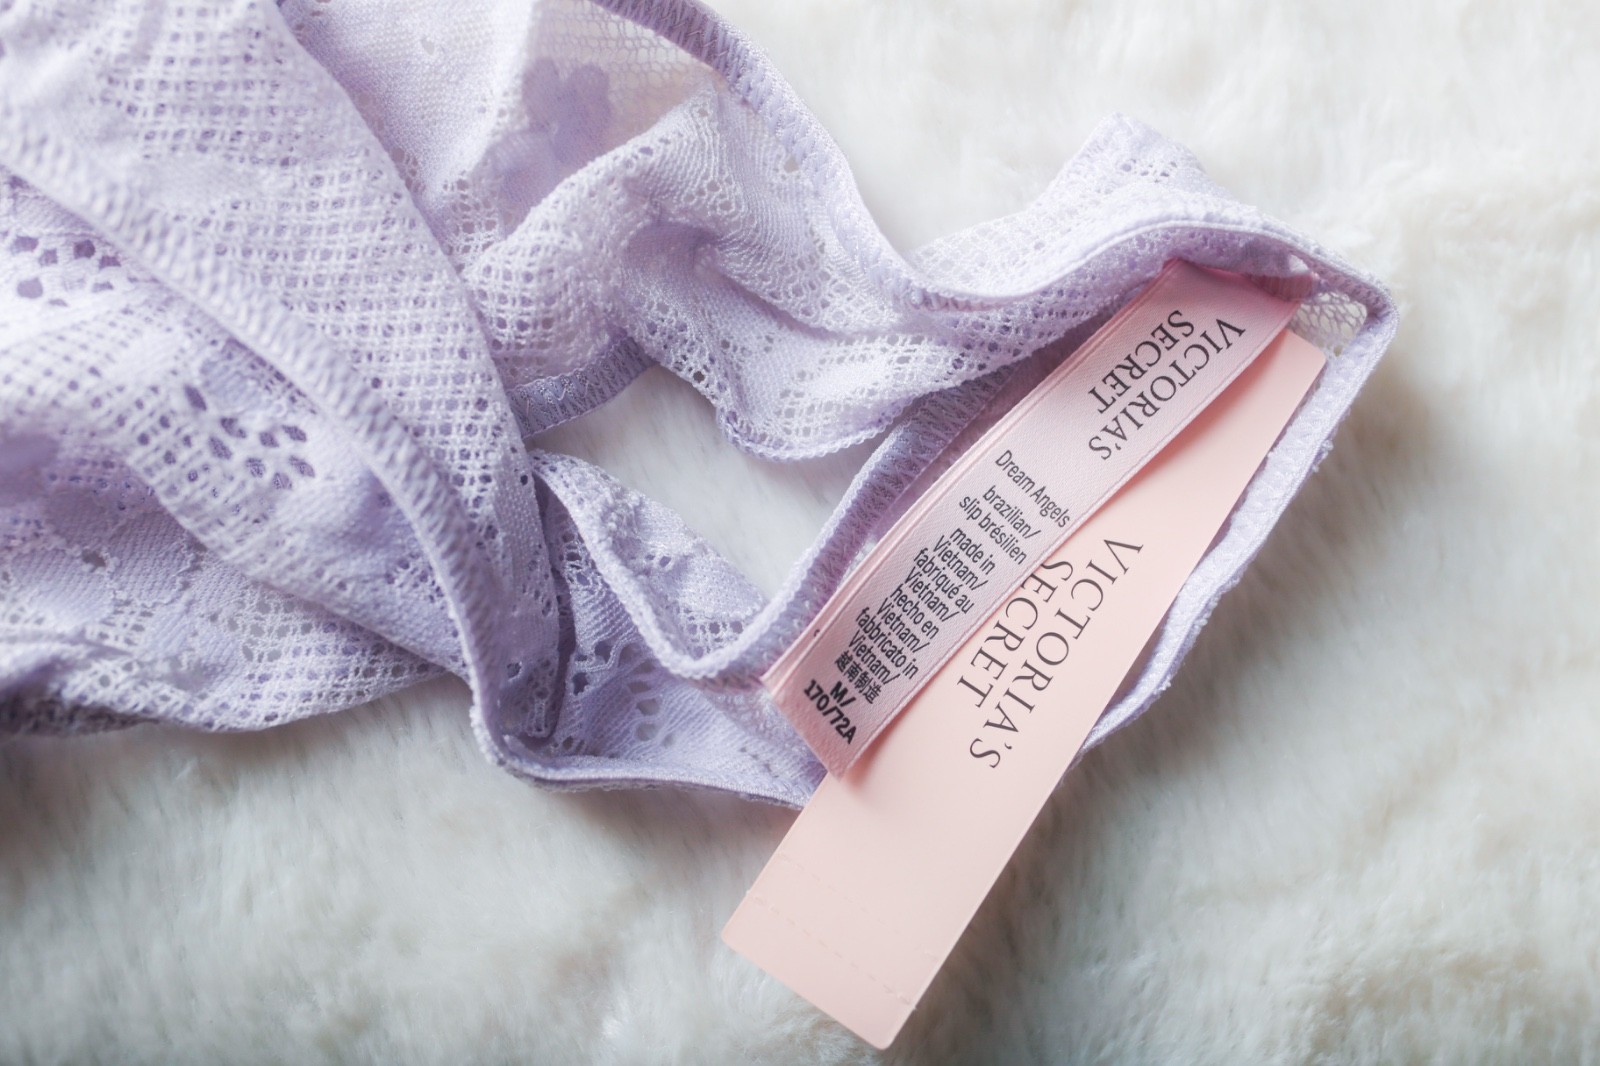 VICTORIA'S
SECRET
Dream Angels
brazilian/
slip brésilien
made in
Vietnam/
fabriqué au
Vietnam/
hecho en
Vietnam/
fabbricato in
Vietnam/
越南制造
M/
170/72A
VICTORIA'S
SECRET